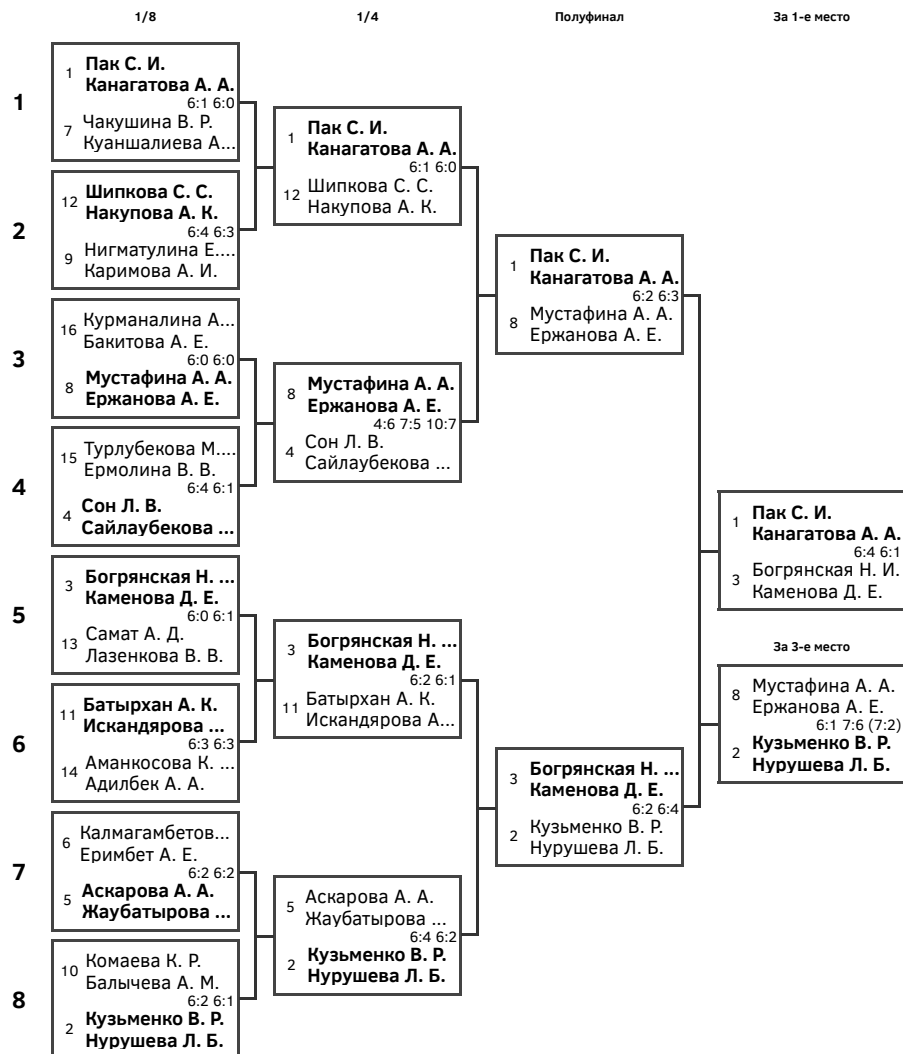 1/8
1/4
Полуфинал
За 1-е место
1
1
Пак С. И.
Канагатова А. А.
6:1 6:0
7
Чакушина В. Р.
Куаншалиева А...
2
12
Шипкова С. С.
Накупова А. К.
6:4 6:3
9
Нигматулина Е....
Каримова А. И.
3
16
Курманалина А...
Бакитова А. Е.
6:0 6:0
8
Мустафина А. А.
Ержанова А. Е.
4
15
Турлубекова М....
Ермолина В. В.
6:4 6:1
4
Сон Л. В.
Сайлаубекова ...
5
3
Богрянская Н. ...
Каменова Д. Е.
6:0 6:1
13
Самат А. Д.
Лазенкова В. В.
6
11
Батырхан А. К.
Искандярова ...
6:3 6:3
14
Аманкосова К. ...
Адилбек А. А.
7
6
Калмагамбетов...
Еримбет А. Е.
6:2 6:2
5
Аскарова А. А.
Жаубатырова ...
8
10
Комаева К. Р.
Балычева А. М.
6:2 6:1
2
Кузьменко В. Р.
Нурушева Л. Б.
1
Пак С. И.
Канагатова А. А.
6:1 6:0
12
Шипкова С. С.
Накупова А. К.
8
Мустафина А. А.
Ержанова А. Е.
4:6 7:5 10:7
4
Сон Л. В.
Сайлаубекова ...
3
Богрянская Н. ...
Каменова Д. Е.
6:2 6:1
11
Батырхан А. К.
Искандярова А...
5
Аскарова А. А.
Жаубатырова ...
6:4 6:2
2
Кузьменко В. Р.
Нурушева Л. Б.
1
Пак С. И.
Канагатова А. А.
6:2 6:3
8
Мустафина А. А.
Ержанова А. Е.
3
Богрянская Н. ...
Каменова Д. Е.
6:2 6:4
2
Кузьменко В. Р.
Нурушева Л. Б.
1
Пак С. И.
Канагатова А. А.
6:4 6:1
3
Богрянская Н. И.
Каменова Д. Е.
За 3-е место
8
Мустафина А. А.
Ержанова А. Е.
6:1 7:6 (7:2)
2
Кузьменко В. Р.
Нурушева Л. Б.